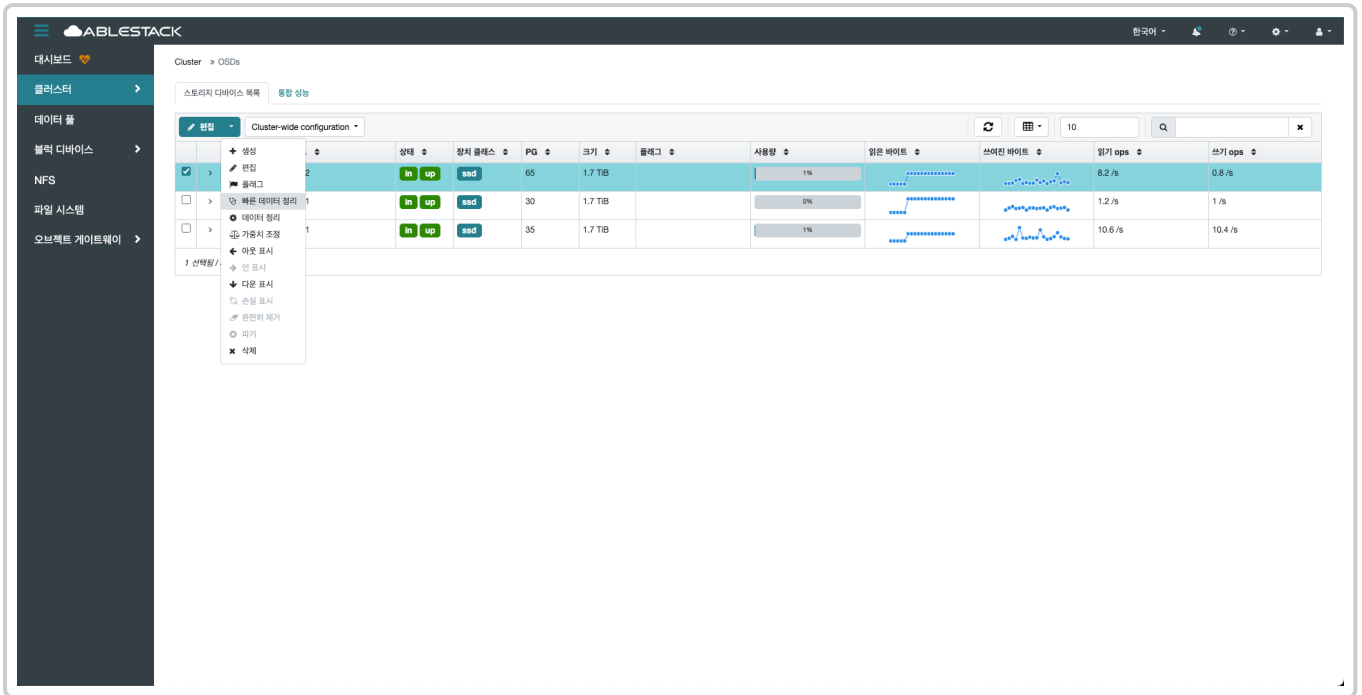 ABLESTACK
한국어
대시보드
클러스터
데이터 풀
블럭 디바이스
NFS
파일 시스템
오브젝트 게이트웨이
Cluster » OSDs
스토리지 디바이스 목록 통합 성능
편집 Cluster-wide configuration 10
상태 장치 클래스 PG 크기 플래그 사용량 읽은 바이트 쓰여진 바이트 읽기 ops 쓰기 ops
2 in up ssd 65 1.7 TiB 1% 8.2 /s 0.8 /s
1 in up ssd 30 1.7 TiB 0% 1.2 /s 1 /s
1 in up ssd 35 1.7 TiB 1% 10.6 /s 10.4 /s
1 선택됨 /
생성
편집
플래그
빠른 데이터 정리
데이터 정리
가중치 조정
아웃 표시
인 표시
다운 표시
손실 표시
완전히 제거
파기
삭제